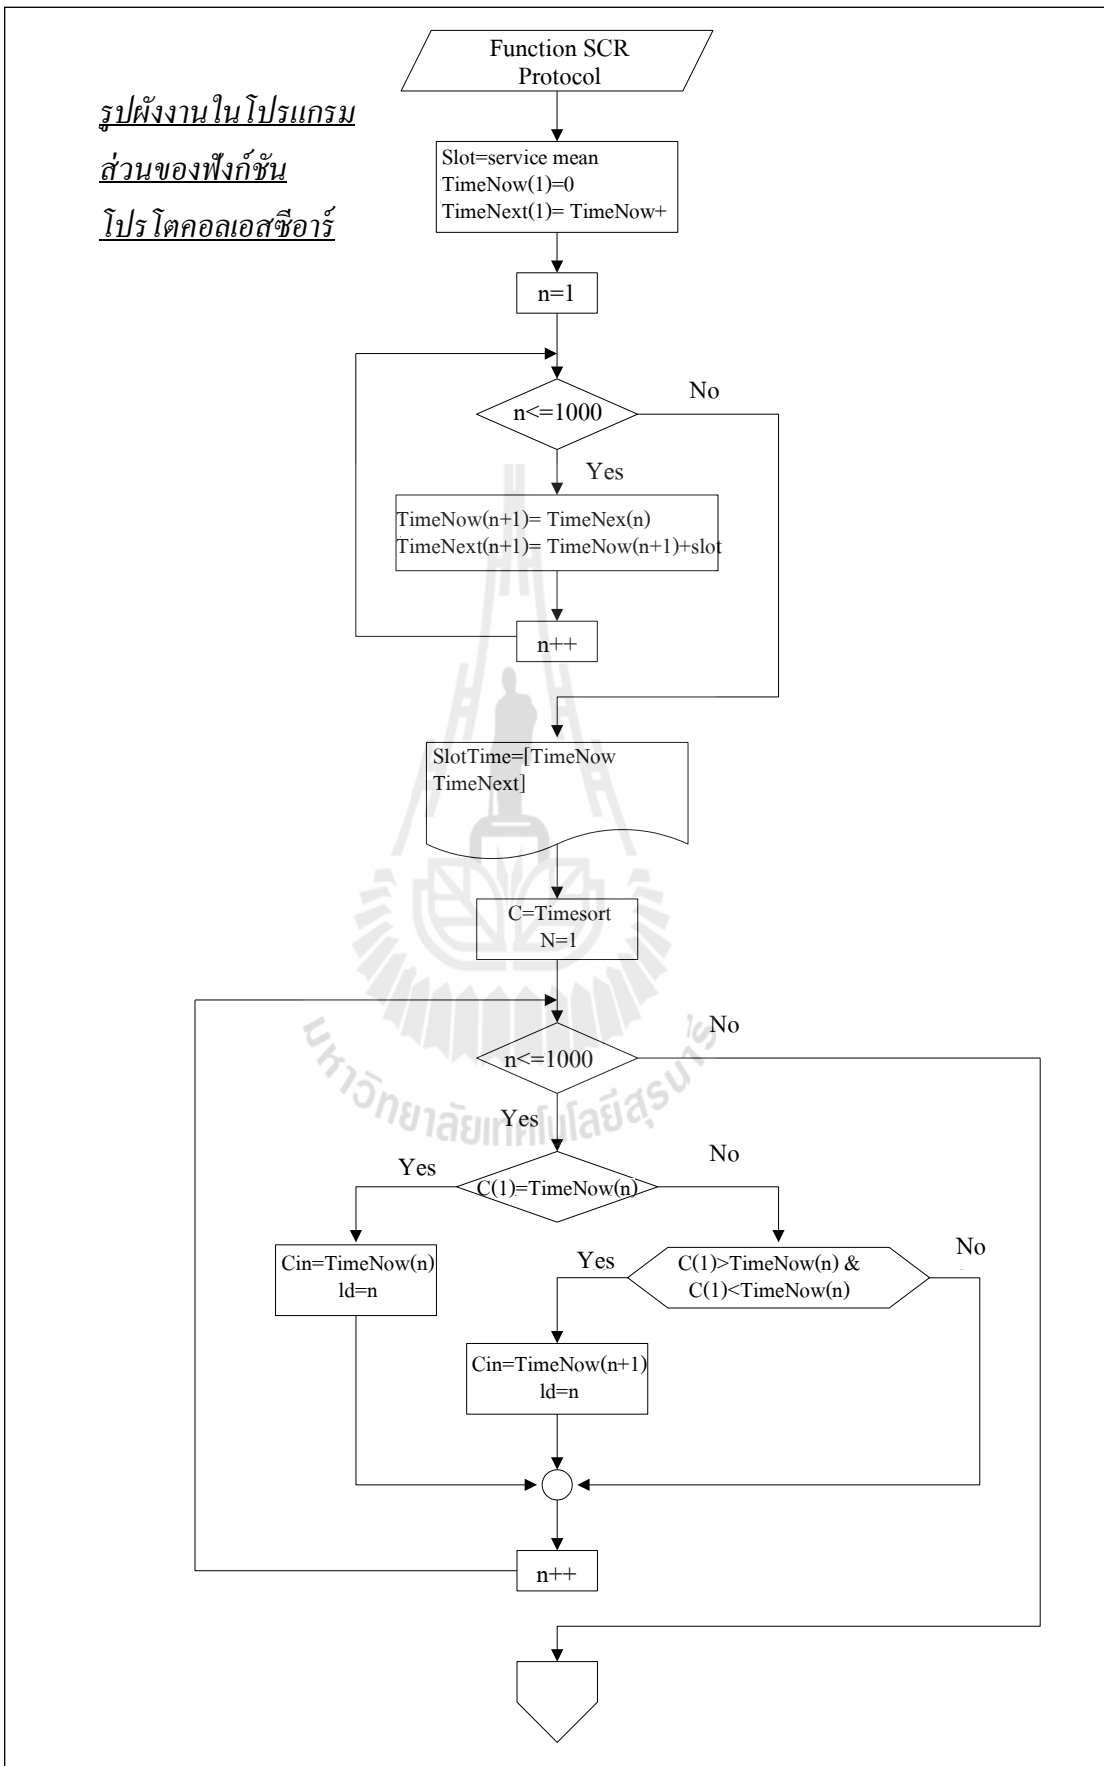 Function SCR
Protocol
รูปผังงานในโปรแกรม
ส่วนของฟังก์ชัน
โปรโตคอลเอสซีอาร์
Slot=service mean
TimeNow(1)=0
TimeNext(1)= TimeNow+
n=1
n<=1000
No
Yes
TimeNow(n+1)= TimeNex(n)
TimeNext(n+1)= TimeNow(n+1)+slot
n++
SlotTime=[TimeNow
TimeNext]
C=Timesort
N=1
n<=1000
No
Yes
มหาวิทยาลัยเทคโนโลยีสุรนารี
C(1)=TimeNow(n)
Yes
No
Cin=TimeNow(n)
ld=n
C(1)>TimeNow(n) &
C(1)<TimeNow(n)
Yes
No
Cin=TimeNow(n+1)
ld=n
n++